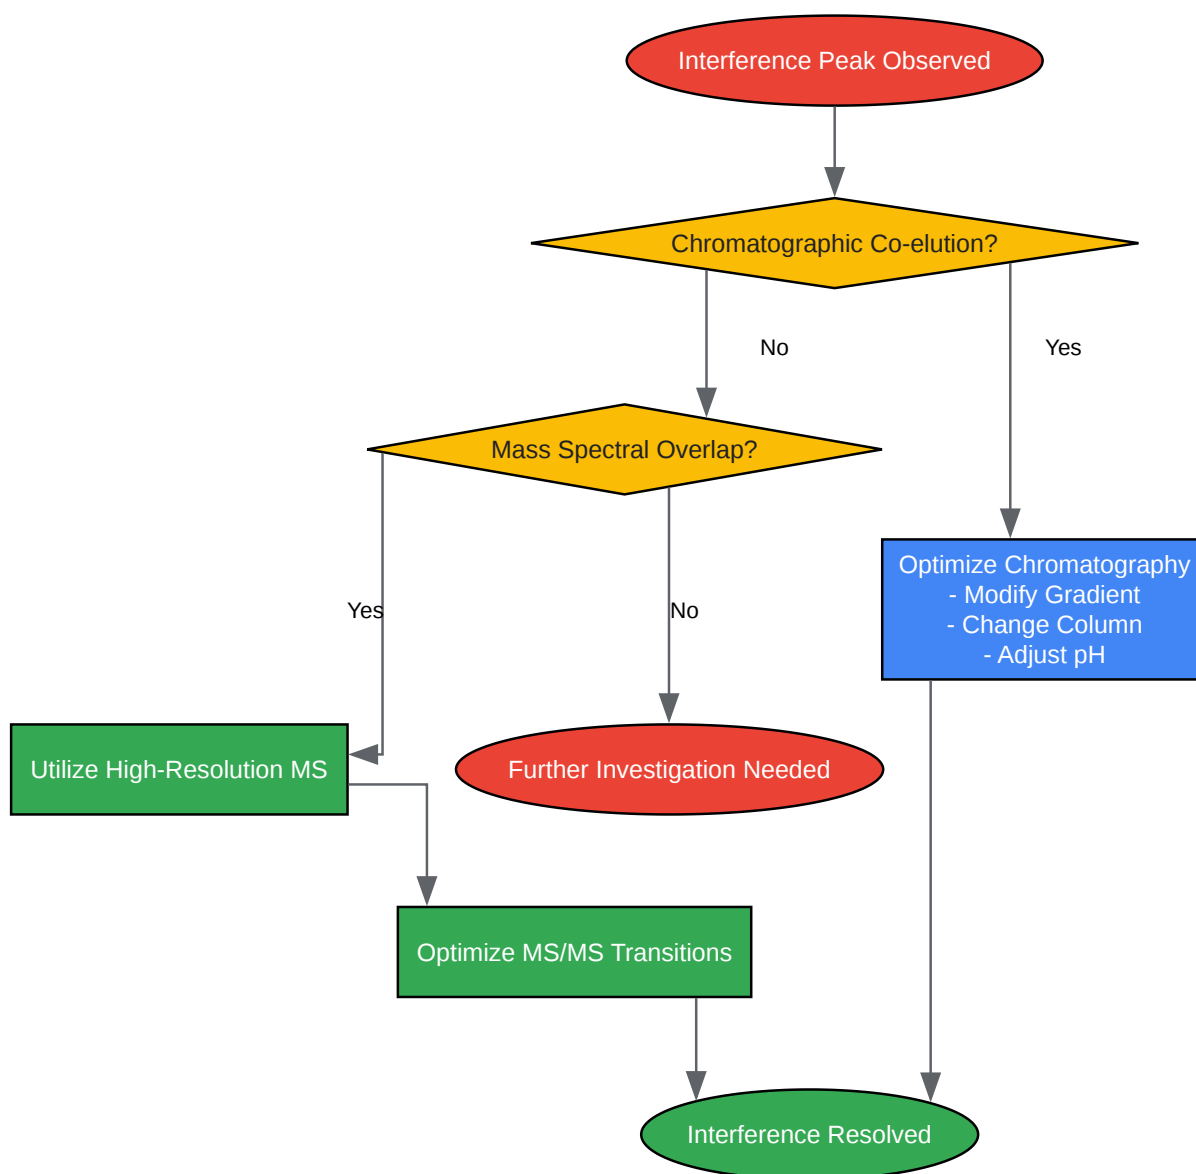 Interference Peak Observed
Chromatographic Co-elution?
No
Yes
Mass Spectral Overlap?
Optimize Chromatography
- Modify Gradient
- Change Column
- Adjust pH
Yes
No
Utilize High-Resolution MS
Further Investigation Needed
Optimize MS/MS Transitions
Interference Resolved